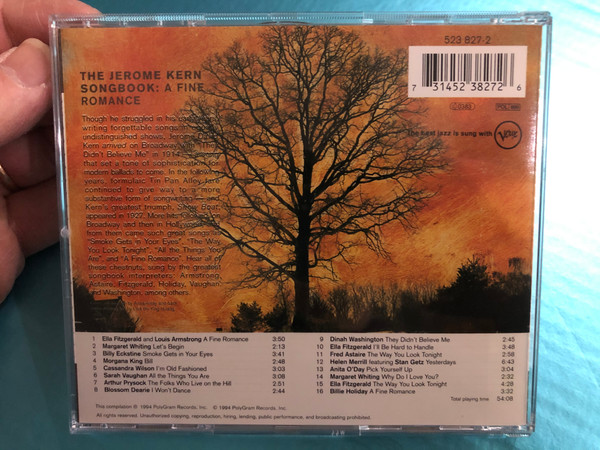 523 827-2
7 31452 38272 6
THE JEROME KERN
SONGBOOK: A FINE
ROMANCE
Though he struggled in his
writing forgettable songs
undistinguished shows, Jerome
Kern arrived on Broadway with "They
Didn't Believe Me" in 1914
that set a tone of sophistication for
modern ballads to come. In the following
years, formulaic Tin Pan Alley fare
continued to give way to a more
substantive form of songwriting — and
Kern's greatest triumph, Show Boat,
appeared in 1927. More hits followed
Broadway and then in Hollywood
from them came such great songs
"Smoke Gets in Your Eyes", "The Way
You Look Tonight", "All the Things You
Are", and "A Fine Romance". Hear all of
these chestnuts, sung by the greatest
songbook interpreters: Armstrong,
Astaire, Fitzgerald, Holiday, Vaughan
and Washington, among others.
The best jazz is sung with Verve
1 Ella Fitzgerald and Louis Armstrong A Fine Romance 3:50
2 Margaret Whiting Let's Begin 2:13
3 Billy Eckstine Smoke Gets in Your Eyes 3:41
4 Morgana King Bill 2:48
5 Cassandra Wilson I'm Old Fashioned 3:03
6 Sarah Vaughan All the Things You Are 3:08
7 Arthur Prysock The Folks Who Live on the Hill 2:51
8 Blossom Dearie I Won't Dance 2:44
9 Dinah Washington They Didn't Believe Me 2:45
10 Ella Fitzgerald I'll Be Hard to Handle 3:48
11 Fred Astaire The Way You Look Tonight 2:58
12 Helen Merrill featuring Stan Getz Yesterdays 6:43
13 Anita O'Day Pick Yourself Up 3:04
14 Margaret Whiting Why Do I Love You? 2:32
15 Ella Fitzgerald The Way You Look Tonight 4:28
16 Billie Holiday A Fine Romance 3:32
Total playing time 54:08
This compilation ℗ 1994 PolyGram Records, Inc. © 1994 PolyGram Records, Inc.
All rights reserved. Unauthorized copying, reproduction, hiring, lending, public performance, and broadcasting prohibited.